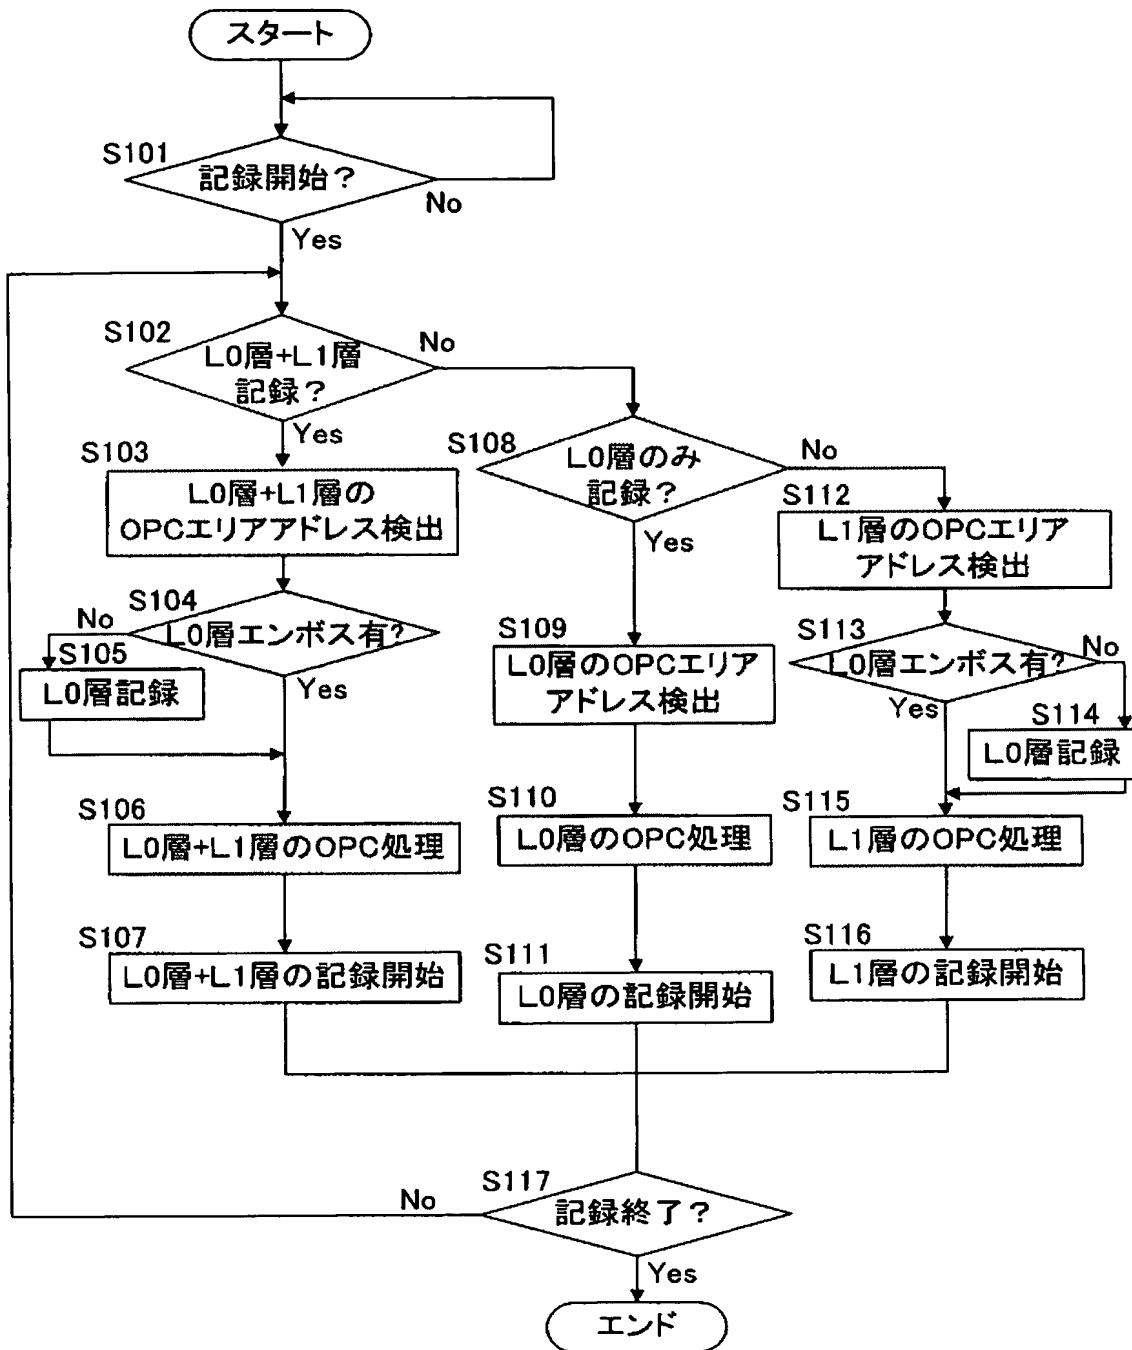 スタート
S101
記録開始？
No
Yes
S102
L0層+L1層
記録？
No
Yes
S103
L0層+L1層の
OPCエリアアドレス検出
S104
L0層エンボス有?
No
S105
L0層記録
Yes
S106
L0層+L1層のOPC処理
S107
L0層+L1層の記録開始
S108
L0層のみ
記録？
No
Yes
S109
L0層のOPCエリア
アドレス検出
S110
L0層のOPC処理
S111
L0層の記録開始
S112
L1層のOPCエリア
アドレス検出
S113
L0層エンボス有?
No
Yes
S114
L0層記録
S115
L1層のOPC処理
S116
L1層の記録開始
S117
記録終了？
No
Yes
エンド